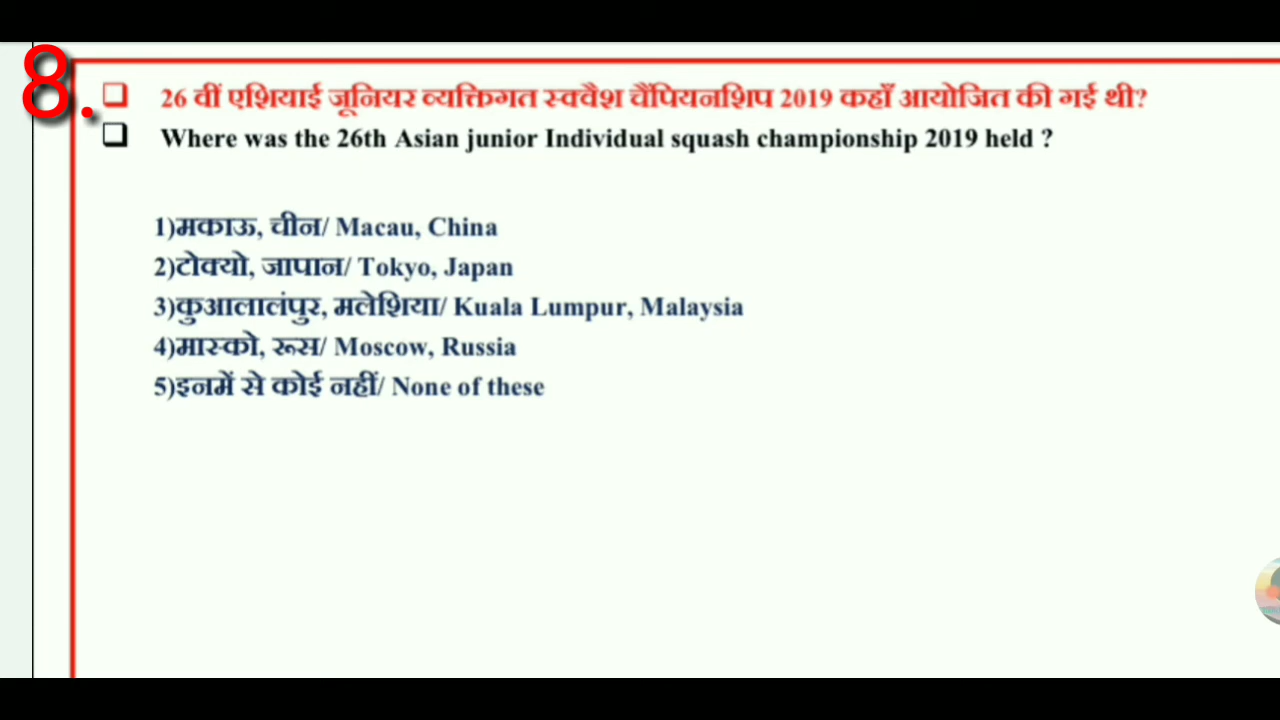 8.
❑ 26 वीं एशियाई जूनियर व्यक्तिगत स्क्वैश चैंपियनशिप 2019 कहाँ आयोजित की गई थी?
❑ Where was the 26th Asian junior Individual squash championship 2019 held ?
1)मकाऊ, चीन/ Macau, China
2)टोक्यो, जापान/ Tokyo, Japan
3)कुआलालंपुर, मलेशिया/ Kuala Lumpur, Malaysia
4)मास्को, रूस/ Moscow, Russia
5)इनमें से कोई नहीं/ None of these